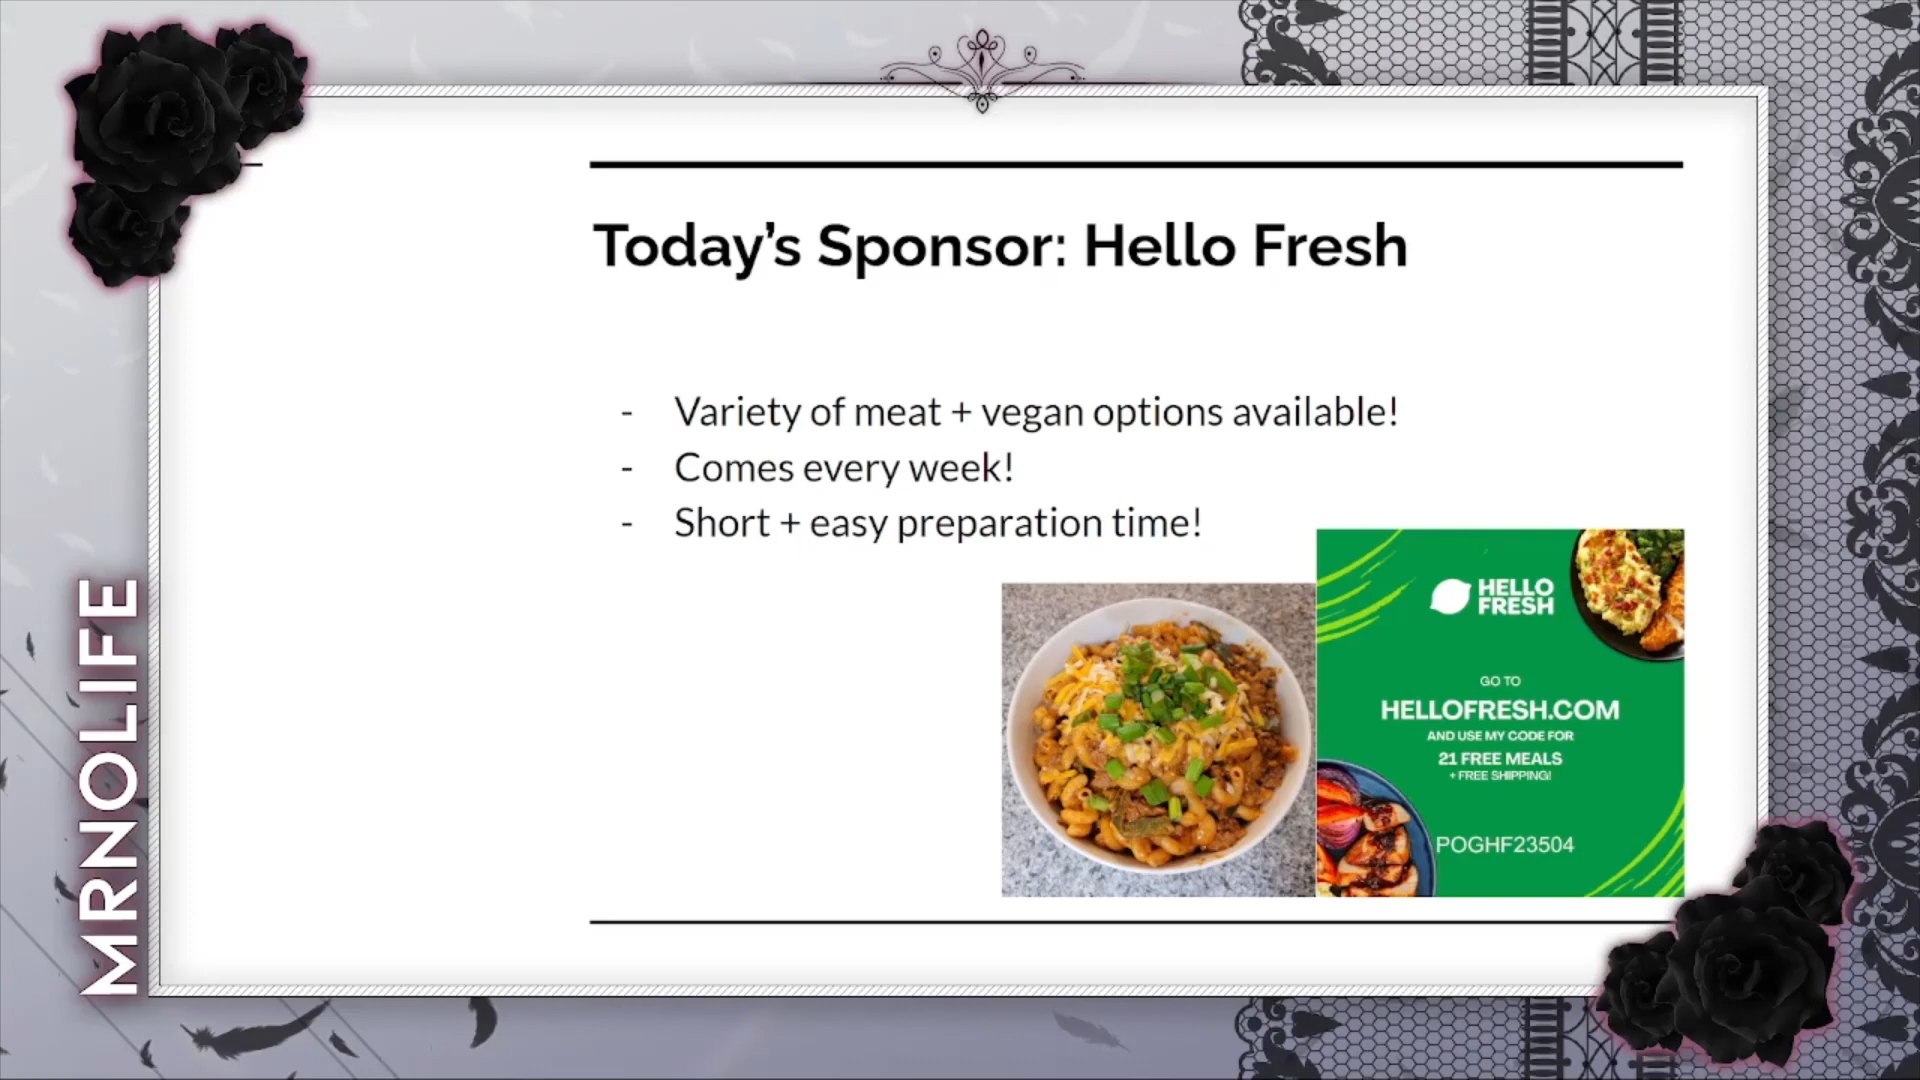 Today's Sponsor: Hello Fresh
- Variety of meat + vegan options available!
- Comes every week!
- Short + easy preparation time!
HELLO
FRESH
GO TO
HELLOFRESH.COM
AND USE MY CODE FOR
21 FREE MEALS
+ FREE SHIPPING!
POGHF23504
MRNOLIFE